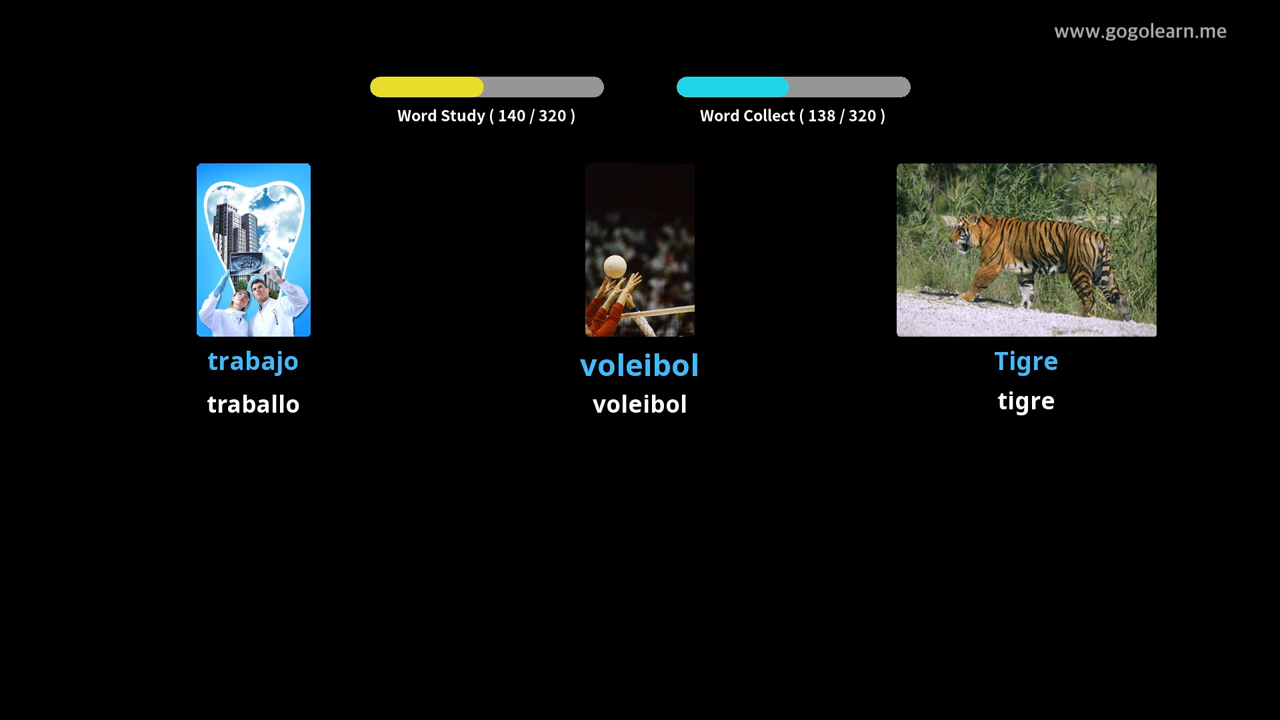 www.gogolearn.me
Word Study ( 140 / 320 )
Word Collect ( 138 / 320 )
trabajo
traballo
voleibol
voleibol
Tigre
tigre